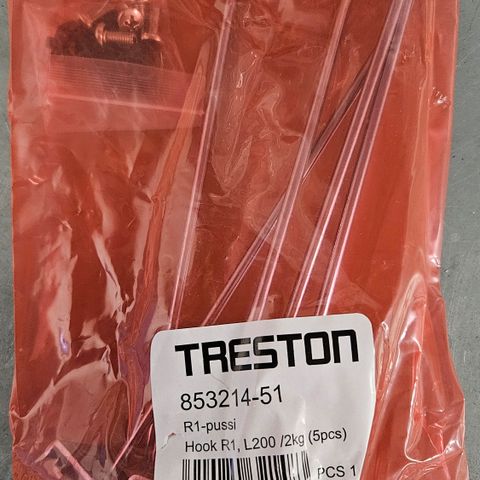 TRESTON
853214-51
R1-pussi
Hook R1, L200 /2kg (5pcs)
PCS 1